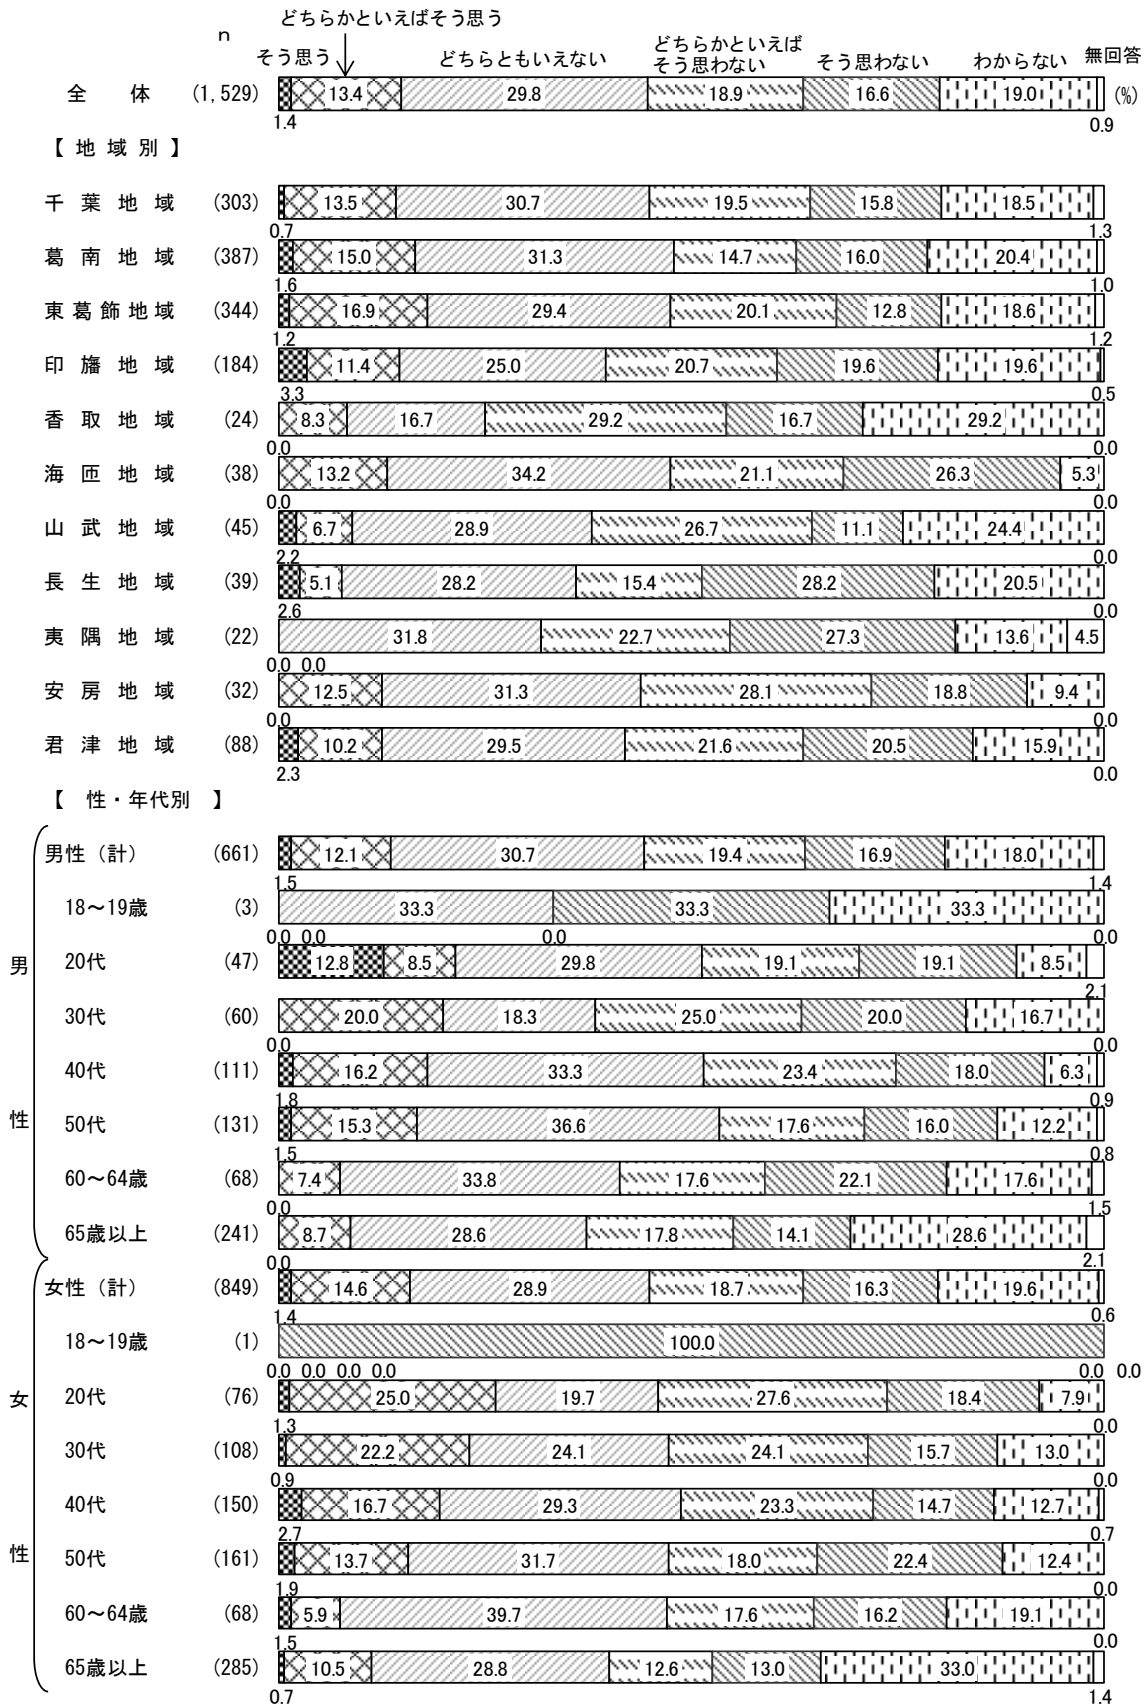 どちらかといえばそう思う
n そう思う どちらともいえない どちらかといえばそう思わない そう思わない わからない 無回答
全体 (1,529) 13.4 29.8 18.9 16.6 19.0 (%)
1.4 0.9
【地域別】
千葉地域 (303) 13.5 30.7 19.5 15.8 18.5
0.7 1.3
葛南地域 (387) 15.0 31.3 14.7 16.0 20.4
1.6 1.0
東葛飾地域 (344) 16.9 29.4 20.1 12.8 18.6
1.2 1.2
印旛地域 (184) 11.4 25.0 20.7 19.6 19.6
3.3 0.5
香取地域 (24) 8.3 16.7 29.2 16.7 29.2
0.0 0.0
海匝地域 (38) 13.2 34.2 21.1 26.3 5.3
0.0 0.0
山武地域 (45) 6.7 28.9 26.7 11.1 24.4
2.2 0.0
長生地域 (39) 5.1 28.2 15.4 28.2 20.5
2.6 0.0
夷隅地域 (22) 31.8 22.7 27.3 13.6 4.5
0.0 0.0
安房地域 (32) 12.5 31.3 28.1 18.8 9.4
0.0 0.0
君津地域 (88) 10.2 29.5 21.6 20.5 15.9
2.3 0.0
【性・年代別】
男性
男性（計） (661) 12.1 30.7 19.4 16.9 18.0
1.5 1.4
18～19歳 (3) 33.3 33.3 33.3
0.0 0.0 0.0 0.0
20代 (47) 12.8 8.5 29.8 19.1 19.1 8.5
2.1
30代 (60) 20.0 18.3 25.0 20.0 16.7
0.0 0.0
40代 (111) 16.2 33.3 23.4 18.0 6.3
1.8 0.9
50代 (131) 15.3 36.6 17.6 16.0 12.2
1.5 0.8
60～64歳 (68) 7.4 33.8 17.6 22.1 17.6
0.0 1.5
65歳以上 (241) 8.7 28.6 17.8 14.1 28.6
0.0 2.1
女性
女性（計） (849) 14.6 28.9 18.7 16.3 19.6
1.4 0.6
18～19歳 (1) 100.0
0.0 0.0 0.0 0.0 0.0 0.0
20代 (76) 25.0 19.7 27.6 18.4 7.9
1.3 0.0
30代 (108) 22.2 24.1 24.1 15.7 13.0
0.9 0.0
40代 (150) 16.7 29.3 23.3 14.7 12.7
2.7 0.7
50代 (161) 13.7 31.7 18.0 22.4 12.4
1.9 0.0
60～64歳 (68) 5.9 39.7 17.6 16.2 19.1
1.5 0.0
65歳以上 (285) 10.5 28.8 12.6 13.0 33.0
0.7 1.4